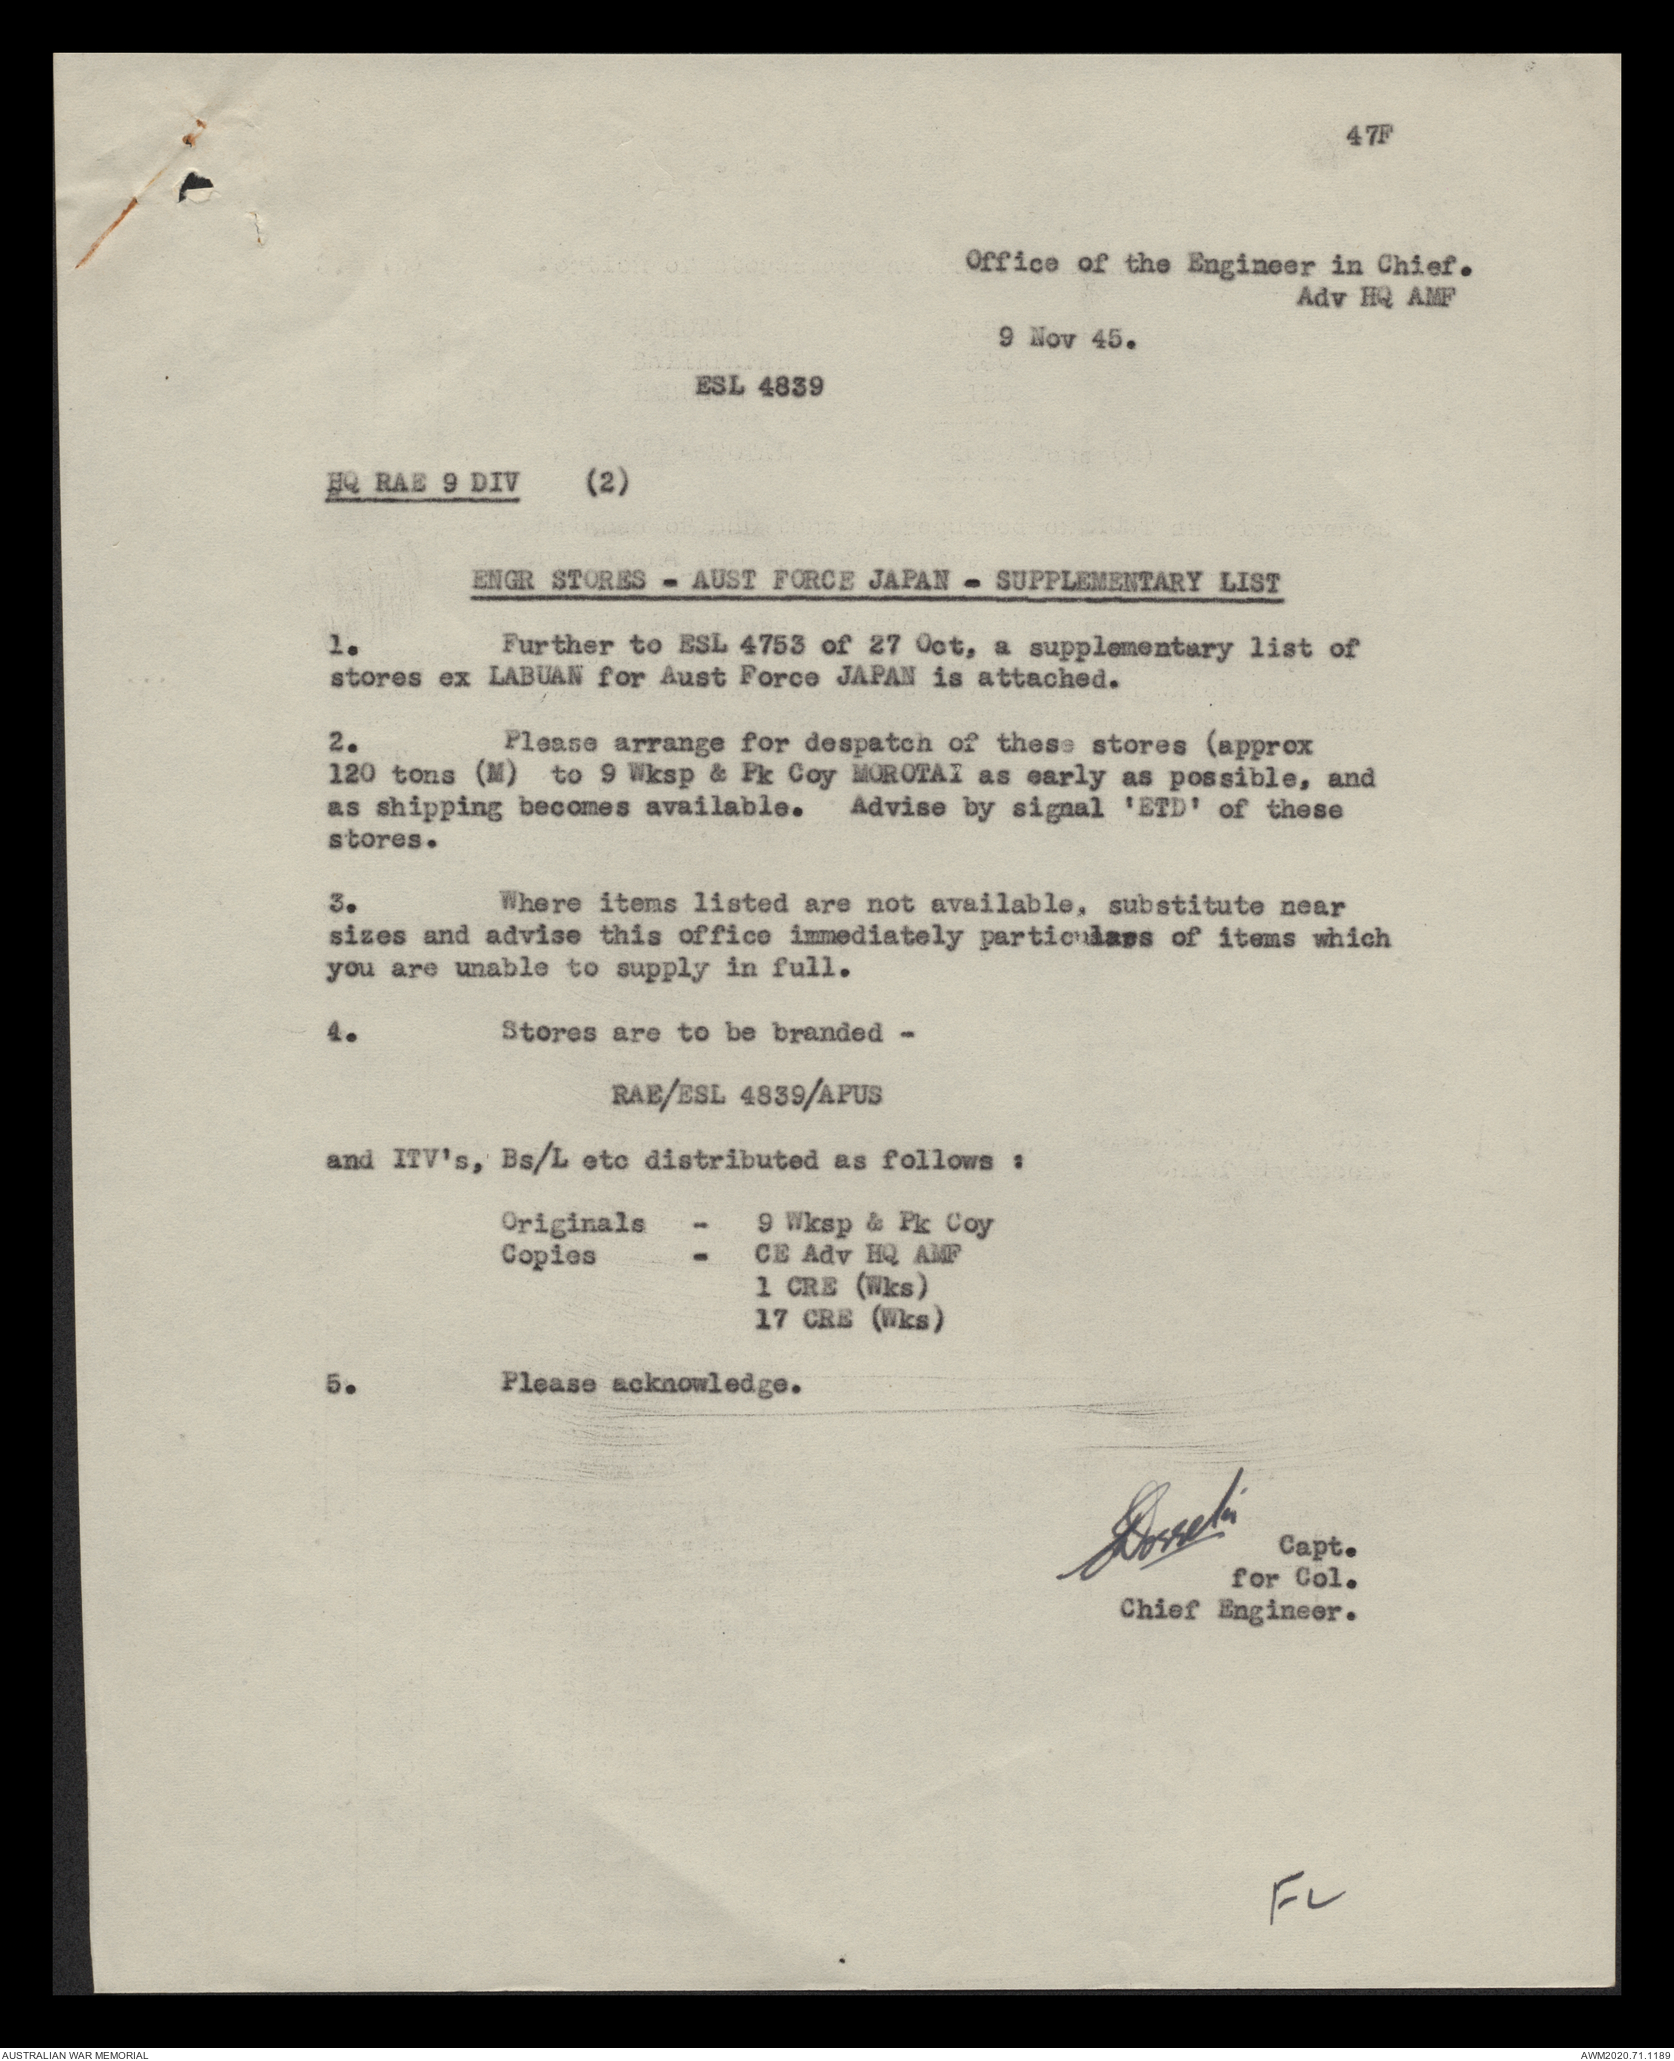 47F
Office of the Engineer in Chief.
Adv HQ AMF
9 Nov 45.
ESL 4839
HQ RAE 9 DIV (2)
ENGR STORES - AUST FORCE JAPAN - SUPPLEMENTARY LIST
1. Further to ESL 4753 of 27 Oct, a supplementary list of
stores ex LABUAN for Aust Force JAPAN is attached.
2. Please arrange for despatch of these stores (approx
120 tons (M) to 9 Wksp & Pk Coy MOROTAI as early as possible, and
as shipping becomes available. Advise by signal 'ETD' of these
stores.
3. Where items listed are not available, substitute near
sizes and advise this office immediately particulars of items which
you are unable to supply in full.
4. Stores are to be branded -
RAE/ESL 4839/APUS
and ITV's, Bs/L etc distributed as follows :
Originals - 9 Wksp & Pk Coy
Copies - CE Adv HQ AMF
1 CRE (Wks)
17 CRE (Wks)
5. Please acknowledge.
Capt.
for Col.
Chief Engineer.
AUSTRALIAN WAR MEMORIAL
AWM2020.71.1189